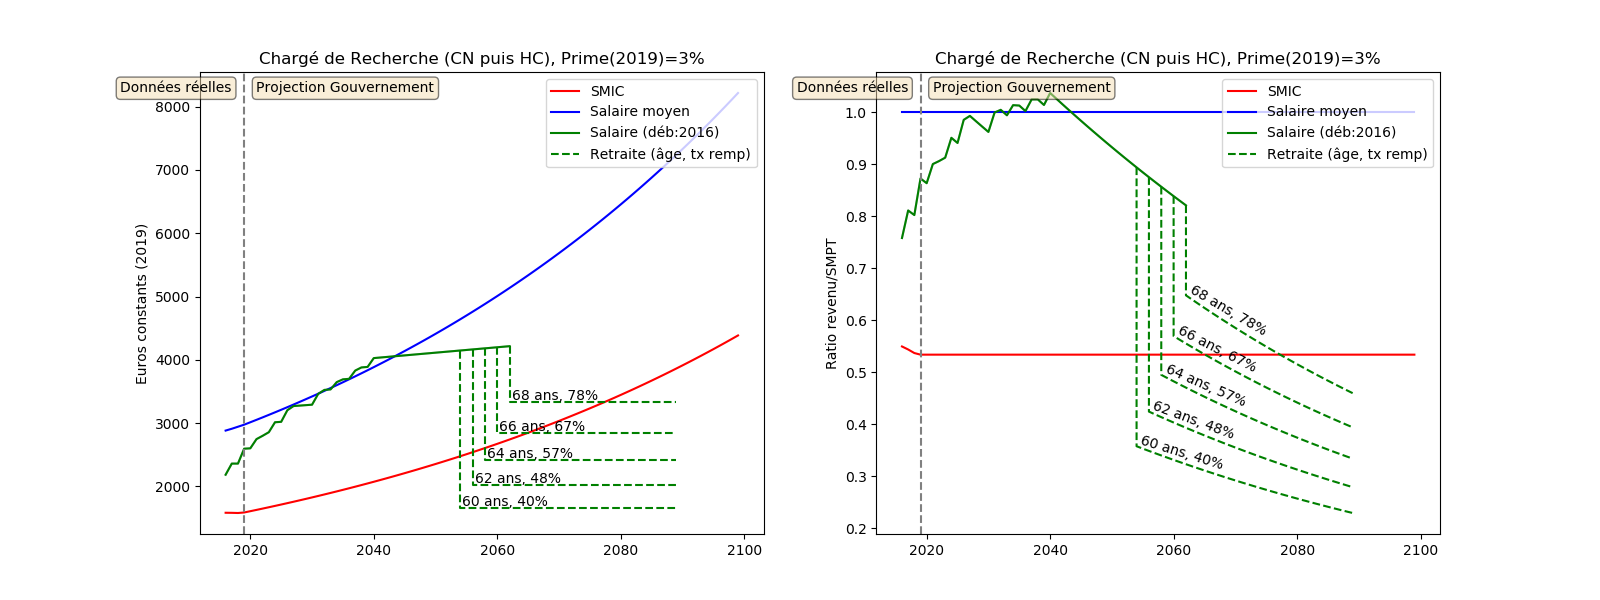 Chargé de Recherche (CN puis HC), Prime(2019)=3%
Données réelles
Projection Gouvernement
SMIC
Salaire moyen
Salaire (déb:2016)
Retraite (âge, tx remp)
Euros constants (2019)
8000
7000
6000
5000
4000
3000
2000
68 ans, 78%
66 ans, 67%
64 ans, 57%
62 ans, 48%
60 ans, 40%
2020
2040
2060
2080
2100
Chargé de Recherche (CN puis HC), Prime(2019)=3%
Données réelles
Projection Gouvernement
SMIC
Salaire moyen
Salaire (déb:2016)
Retraite (âge, tx remp)
Ratio revenu/SMPT
1.0
0.9
0.8
0.7
0.6
0.5
0.4
0.3
0.2
68 ans, 78%
66 ans, 67%
64 ans, 57%
62 ans, 48%
60 ans, 40%
2020
2040
2060
2080
2100